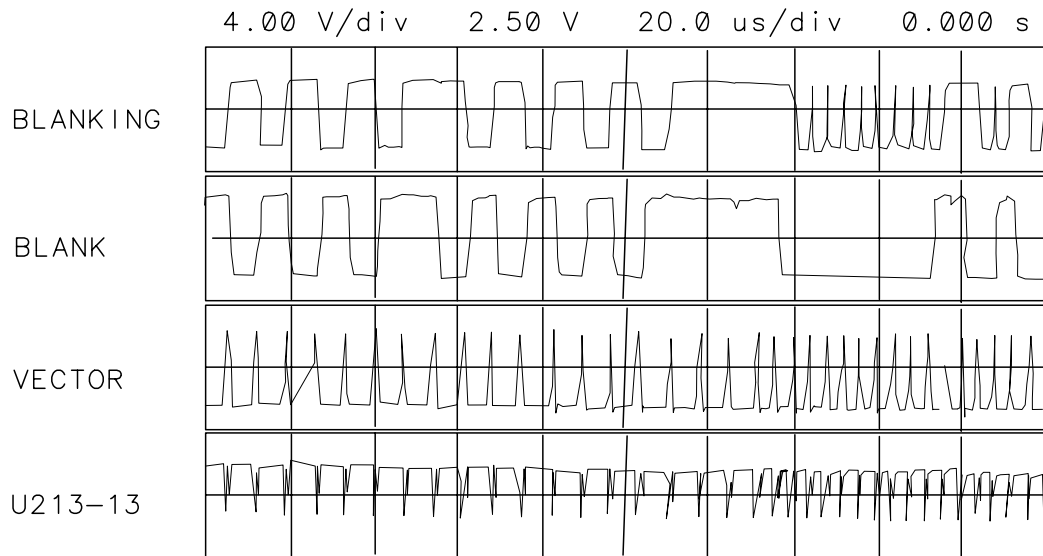 4.00 V/div 2.50 V 20.0 us/div 0.000 s
BLANKING
BLANK
VECTOR
U213-13